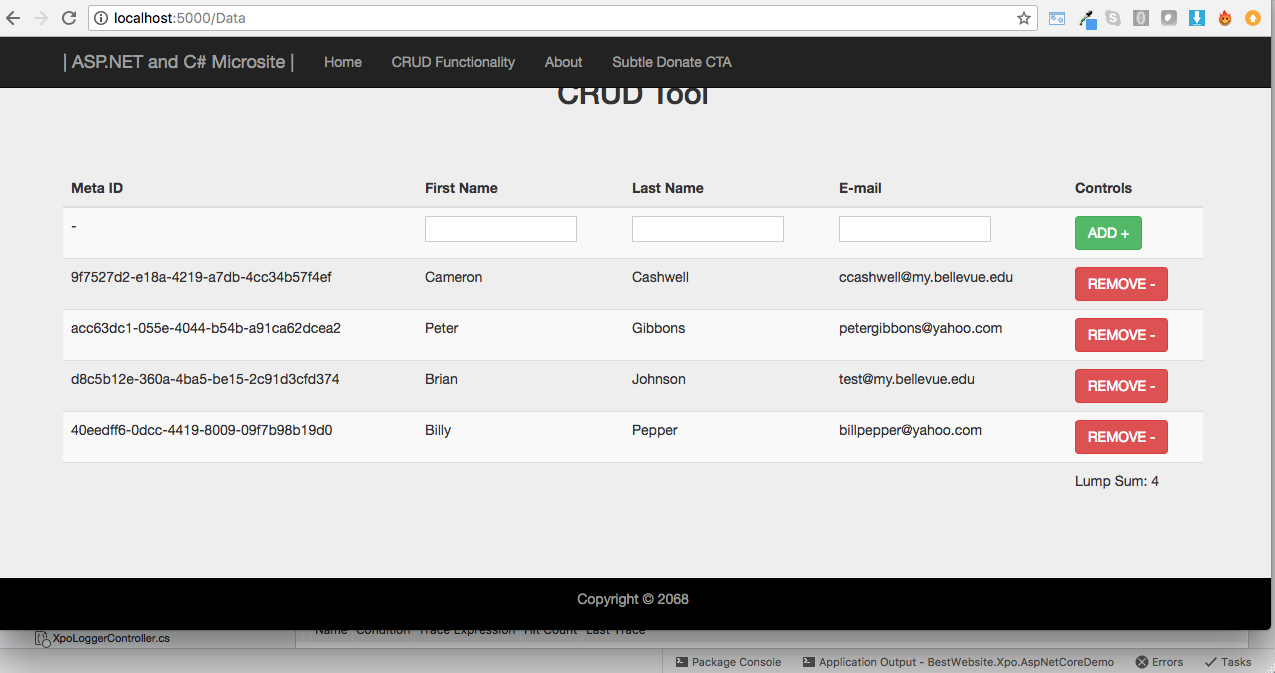 localhost:5000/Data
| ASP.NET and C# Microsite | Home CRUD Functionality About Subtle Donate CTA
CRUD Tool
Meta ID First Name Last Name E-mail Controls
- ADD +
9f7527d2-e18a-4219-a7db-4cc34b57f4ef Cameron Cashwell ccashwell@my.bellevue.edu REMOVE -
acc63dc1-055e-4044-b54b-a91ca62dcea2 Peter Gibbons petergibbons@yahoo.com REMOVE -
d8c5b12e-360a-4ba5-be15-2c91d3cfd374 Brian Johnson test@my.bellevue.edu REMOVE -
40eedff6-0dcc-4419-8009-09f7b98b19d0 Billy Pepper billpepper@yahoo.com REMOVE -
Lump Sum: 4
Copyright © 2068
XpoLoggerController.cs Name Condition Trace Expression Hit Count Last Trace
Package Console Application Output - BestWebsite.Xpo.AspNetCoreDemo Errors Tasks